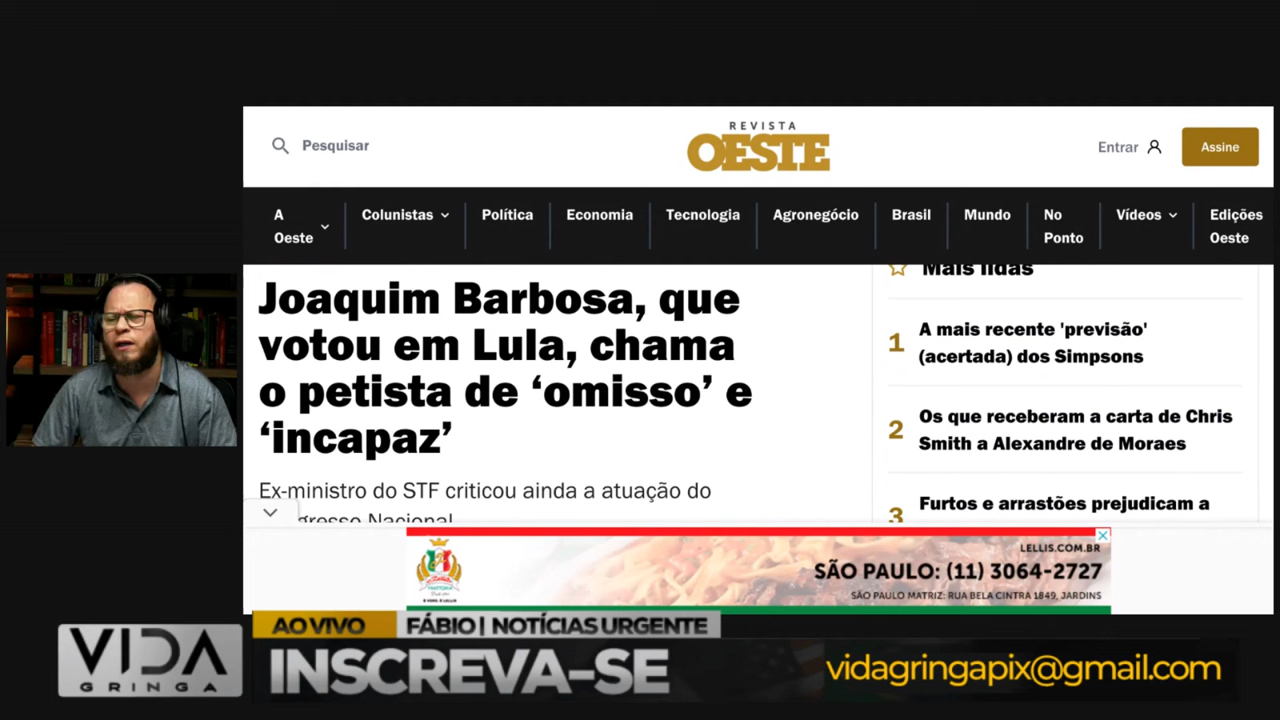 Pesquisar
REVISTA
OESTE
Entrar
Assine
A
Oeste
Colunistas
Política
Economia
Tecnologia
Agronegócio
Brasil
Mundo
No
Ponto
Vídeos
Edições
Oeste
Joaquim Barbosa, que
votou em Lula, chama
o petista de ‘omisso’ e
‘incapaz’
Ex-ministro do STF criticou ainda a atuação do
gresso Nacional
Mais lidas
1
A mais recente 'previsão'
(acertada) dos Simpsons
2
Os que receberam a carta de Chris
Smith a Alexandre de Moraes
3
Furtos e arrastões prejudicam a
LELLIS.COM.BR
SÃO PAULO: (11) 3064-2727
SÃO PAULO MATRIZ: RUA BELA CINTRA 1849, JARDINS
AO VIVO
FÁBIO | NOTÍCIAS URGENTE
VIDA
GRINGA
INSCREVA-SE
vidagringapix@gmail.com